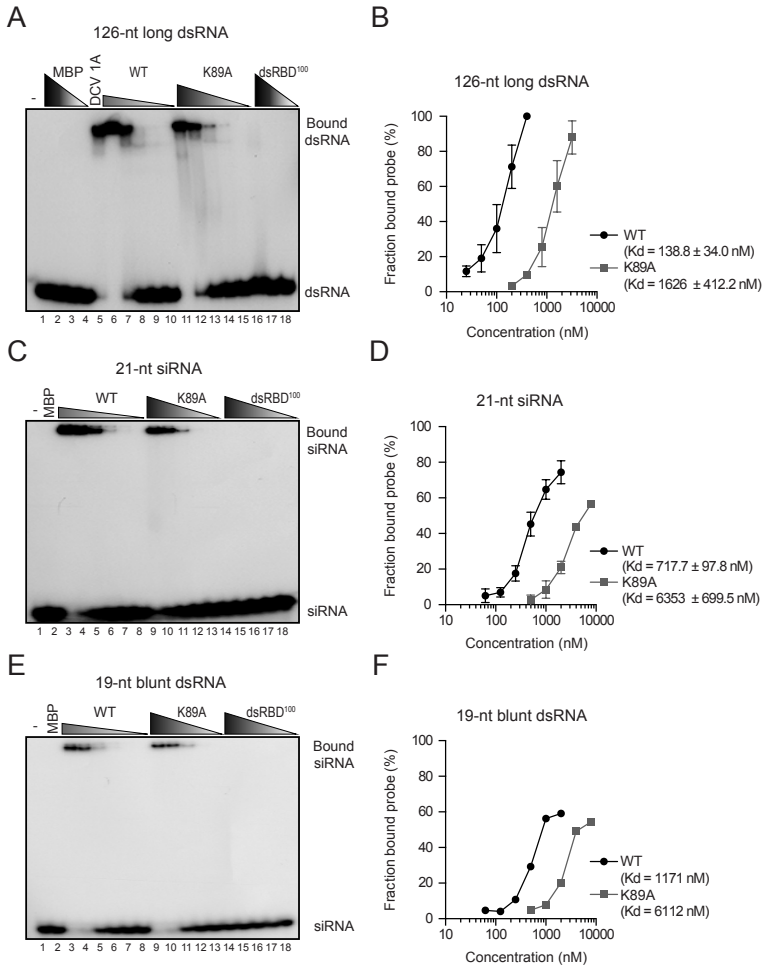 A
126-nt long dsRNA
- MBP DCV 1A WT K89A dsRBD100
Bound
dsRNA
dsRNA
1 2 3 4 5 6 7 8 9 10 11 12 13 14 15 16 17 18
B
126-nt long dsRNA
Fraction bound probe (%)
100
80
60
40
20
0
10 100 1000 10000
Concentration (nM)
WT
(Kd = 138.8 ± 34.0 nM)
K89A
(Kd = 1626 ± 412.2 nM)
C
21-nt siRNA
- MBP WT K89A dsRBD100
Bound
siRNA
siRNA
1 2 3 4 5 6 7 8 9 10 11 12 13 14 15 16 17 18
D
21-nt siRNA
Fraction bound probe (%)
100
80
60
40
20
0
10 100 1000 10000
Concentration (nM)
WT
(Kd = 717.7 ± 97.8 nM)
K89A
(Kd = 6353 ± 699.5 nM)
E
19-nt blunt dsRNA
- MBP WT K89A dsRBD100
Bound
siRNA
siRNA
1 2 3 4 5 6 7 8 9 10 11 12 13 14 15 16 17 18
F
19-nt blunt dsRNA
Fraction bound probe (%)
100
80
60
40
20
0
10 100 1000 10000
Concentration (nM)
WT
(Kd = 1171 nM)
K89A
(Kd = 6112 nM)